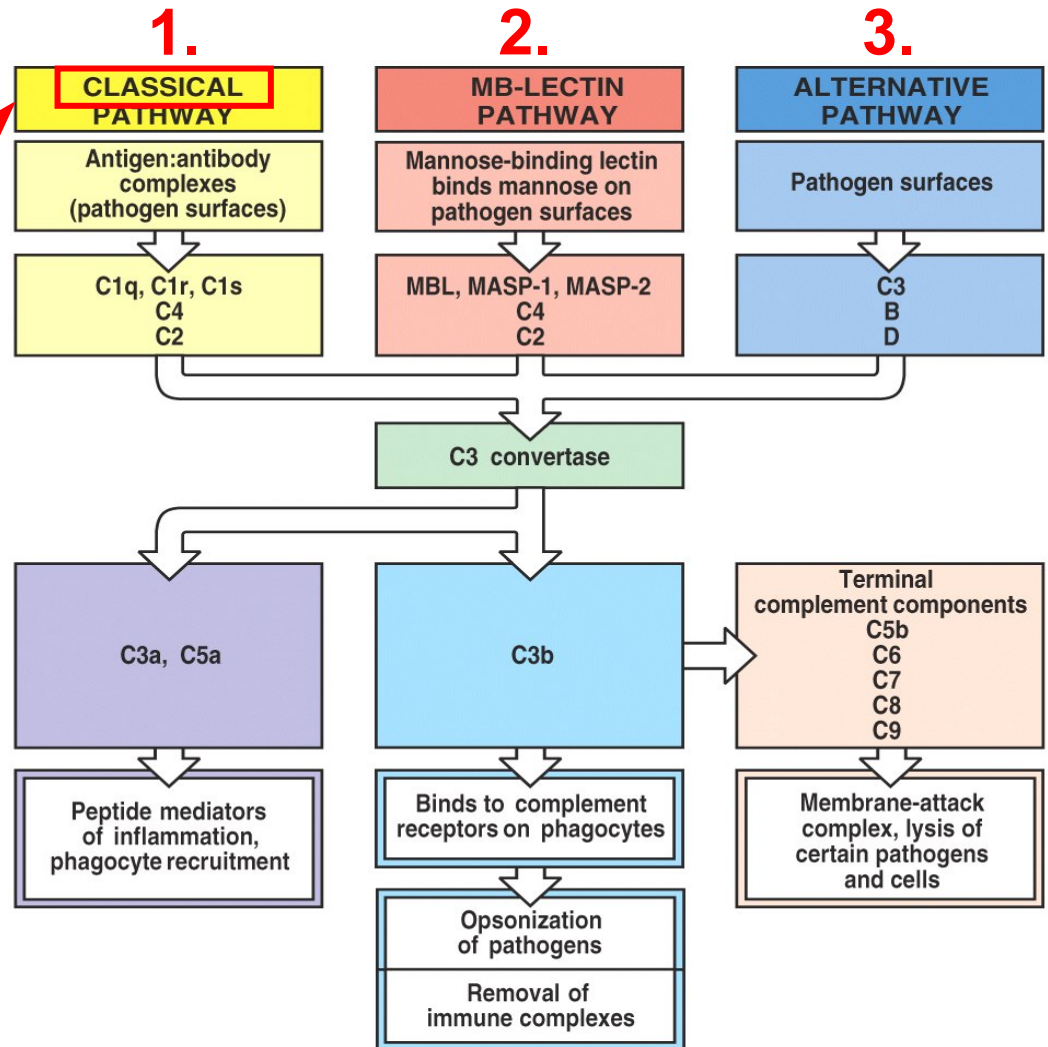 1.
2.
3.
CLASSICAL
PATHWAY
MB-LECTIN
PATHWAY
ALTERNATIVE
PATHWAY
Antigen:antibody
complexes
(pathogen surfaces)
Mannose-binding lectin
binds mannose on
pathogen surfaces
Pathogen surfaces
C1q, C1r, C1s
C4
C2
MBL, MASP-1, MASP-2
C4
C2
C3
B
D
C3 convertase
C3a, C5a
C3b
Terminal
complement components
C5b
C6
C7
C8
C9
Peptide mediators
of inflammation,
phagocyte recruitment
Binds to complement
receptors on phagocytes
Membrane-attack
complex, lysis of
certain pathogens
and cells
Opsonization
of pathogens
Removal of
immune complexes